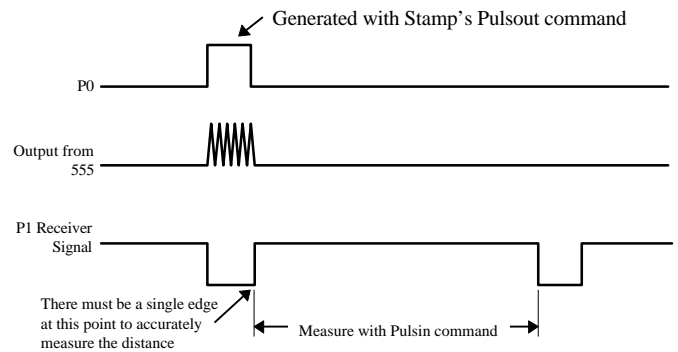 Generated with Stamp's Pulsout command
P0
Output from
555
P1 Receiver
Signal
There must be a single edge
at this point to accurately
measure the distance
Measure with Pulsin command